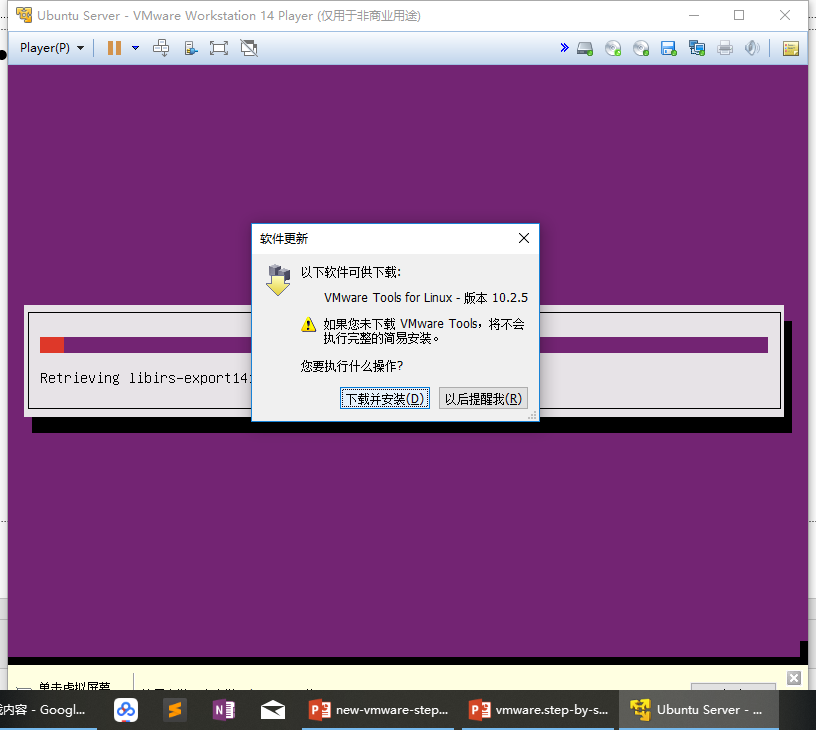 Ubuntu Server - VMware Workstation 14 Player (仅用于非商业用途)
Player(P)
软件更新
以下软件可供下载:
VMware Tools for Linux - 版本 10.2.5
如果您未下载 VMware Tools，将不会
执行完整的简易安装。
您要执行什么操作?
下载并安装(D)
以后提醒我(R)
Retrieving libirs-export14
单击虚拟屏幕
内容 - Googl...
N
new-vmware-step...
vmware.step-by-s...
Ubuntu Server - ...